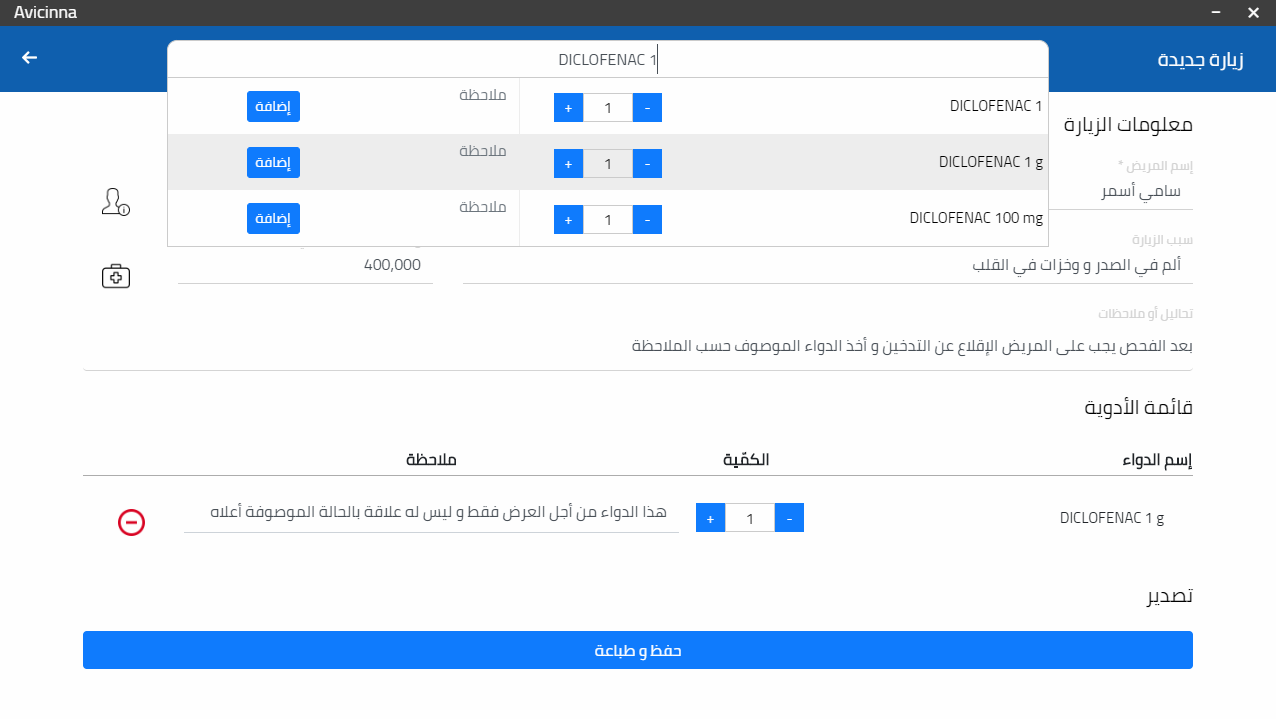 Avicinna
زيارة جديدة
DICLOFENAC 1
DICLOFENAC 1 - 1 + ملاحظة إضافة
DICLOFENAC 1 g - 1 + ملاحظة إضافة
DICLOFENAC 100 mg - 1 + ملاحظة إضافة
معلومات الزيارة
إسم المريض *
سامي أسمر
سبب الزيارة
ألم في الصدر و وخزات في القلب
400,000
تحاليل أو ملاحظات
بعد الفحص يجب على المريض الإقلاع عن التدخين و أخذ الدواء الموصوف حسب الملاحظة
قائمة الأدوية
إسم الدواء الكمّية ملاحظة
DICLOFENAC 1 g - 1 + هذا الدواء من أجل العرض فقط و ليس له علاقة بالحالة الموصوفة أعلاه
تصدير
حفظ و طباعة